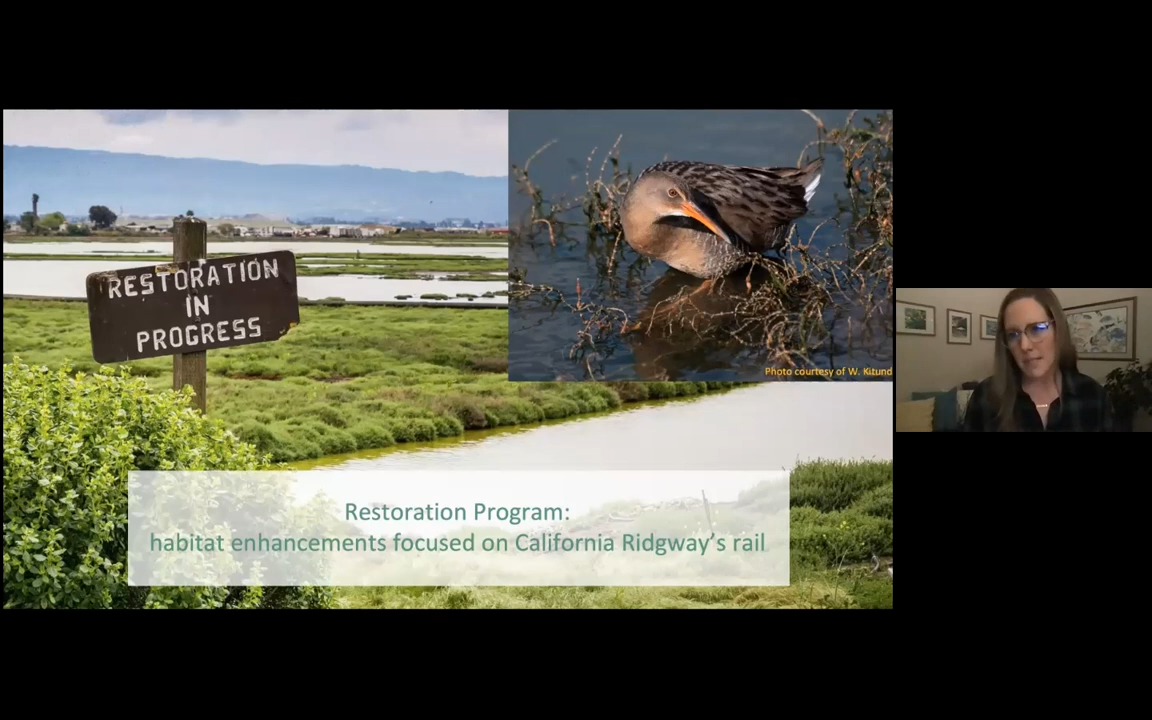 RESTORATION
IN
PROGRESS
Photo courtesy of W. Kitund
Restoration Program:
habitat enhancements focused on California Ridgway's rail